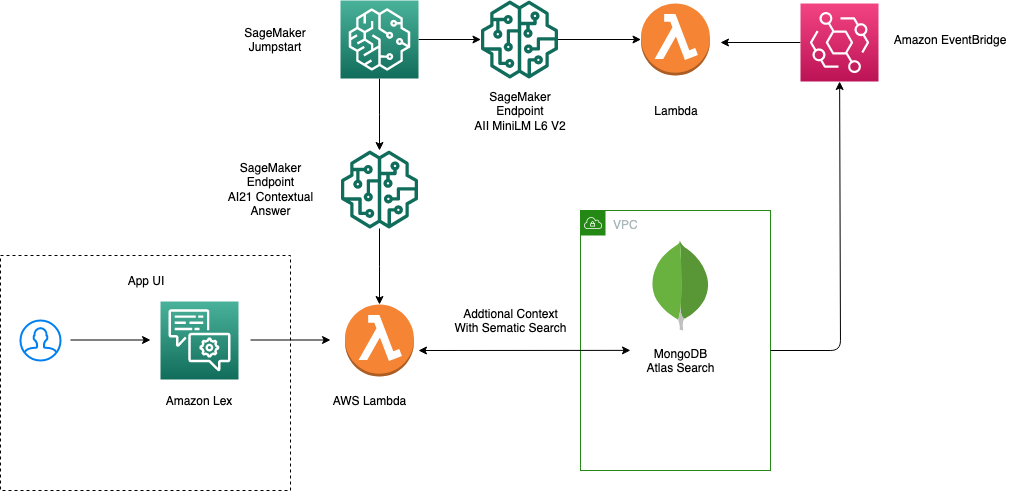 SageMaker
Jumpstart
SageMaker
Endpoint
AII MiniLM L6 V2
Lambda
Amazon EventBridge
SageMaker
Endpoint
AI21 Contextual
Answer
VPC
App UI
Addtional Context
With Sematic Search
MongoDB
Atlas Search
Amazon Lex
AWS Lambda